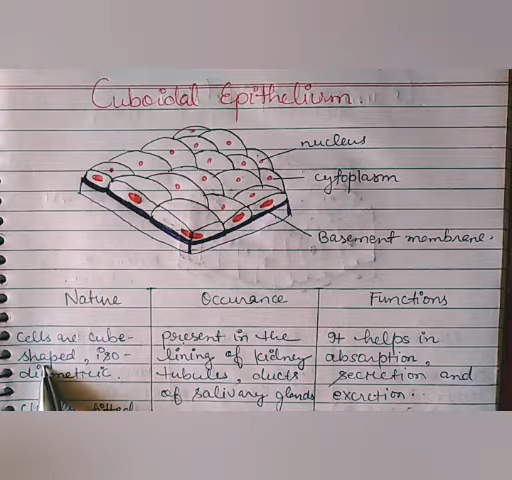 Cuboidal Epithelium...
nucleus
cytoplasm
Basement membrane.
Nature
Occurance
Functions
Cells are cube-
shaped, iso-
diametric.
present in the
lining of kidney
tubules, ducts
of salivary glands
It helps in
absorption,
secretion and
excretion..